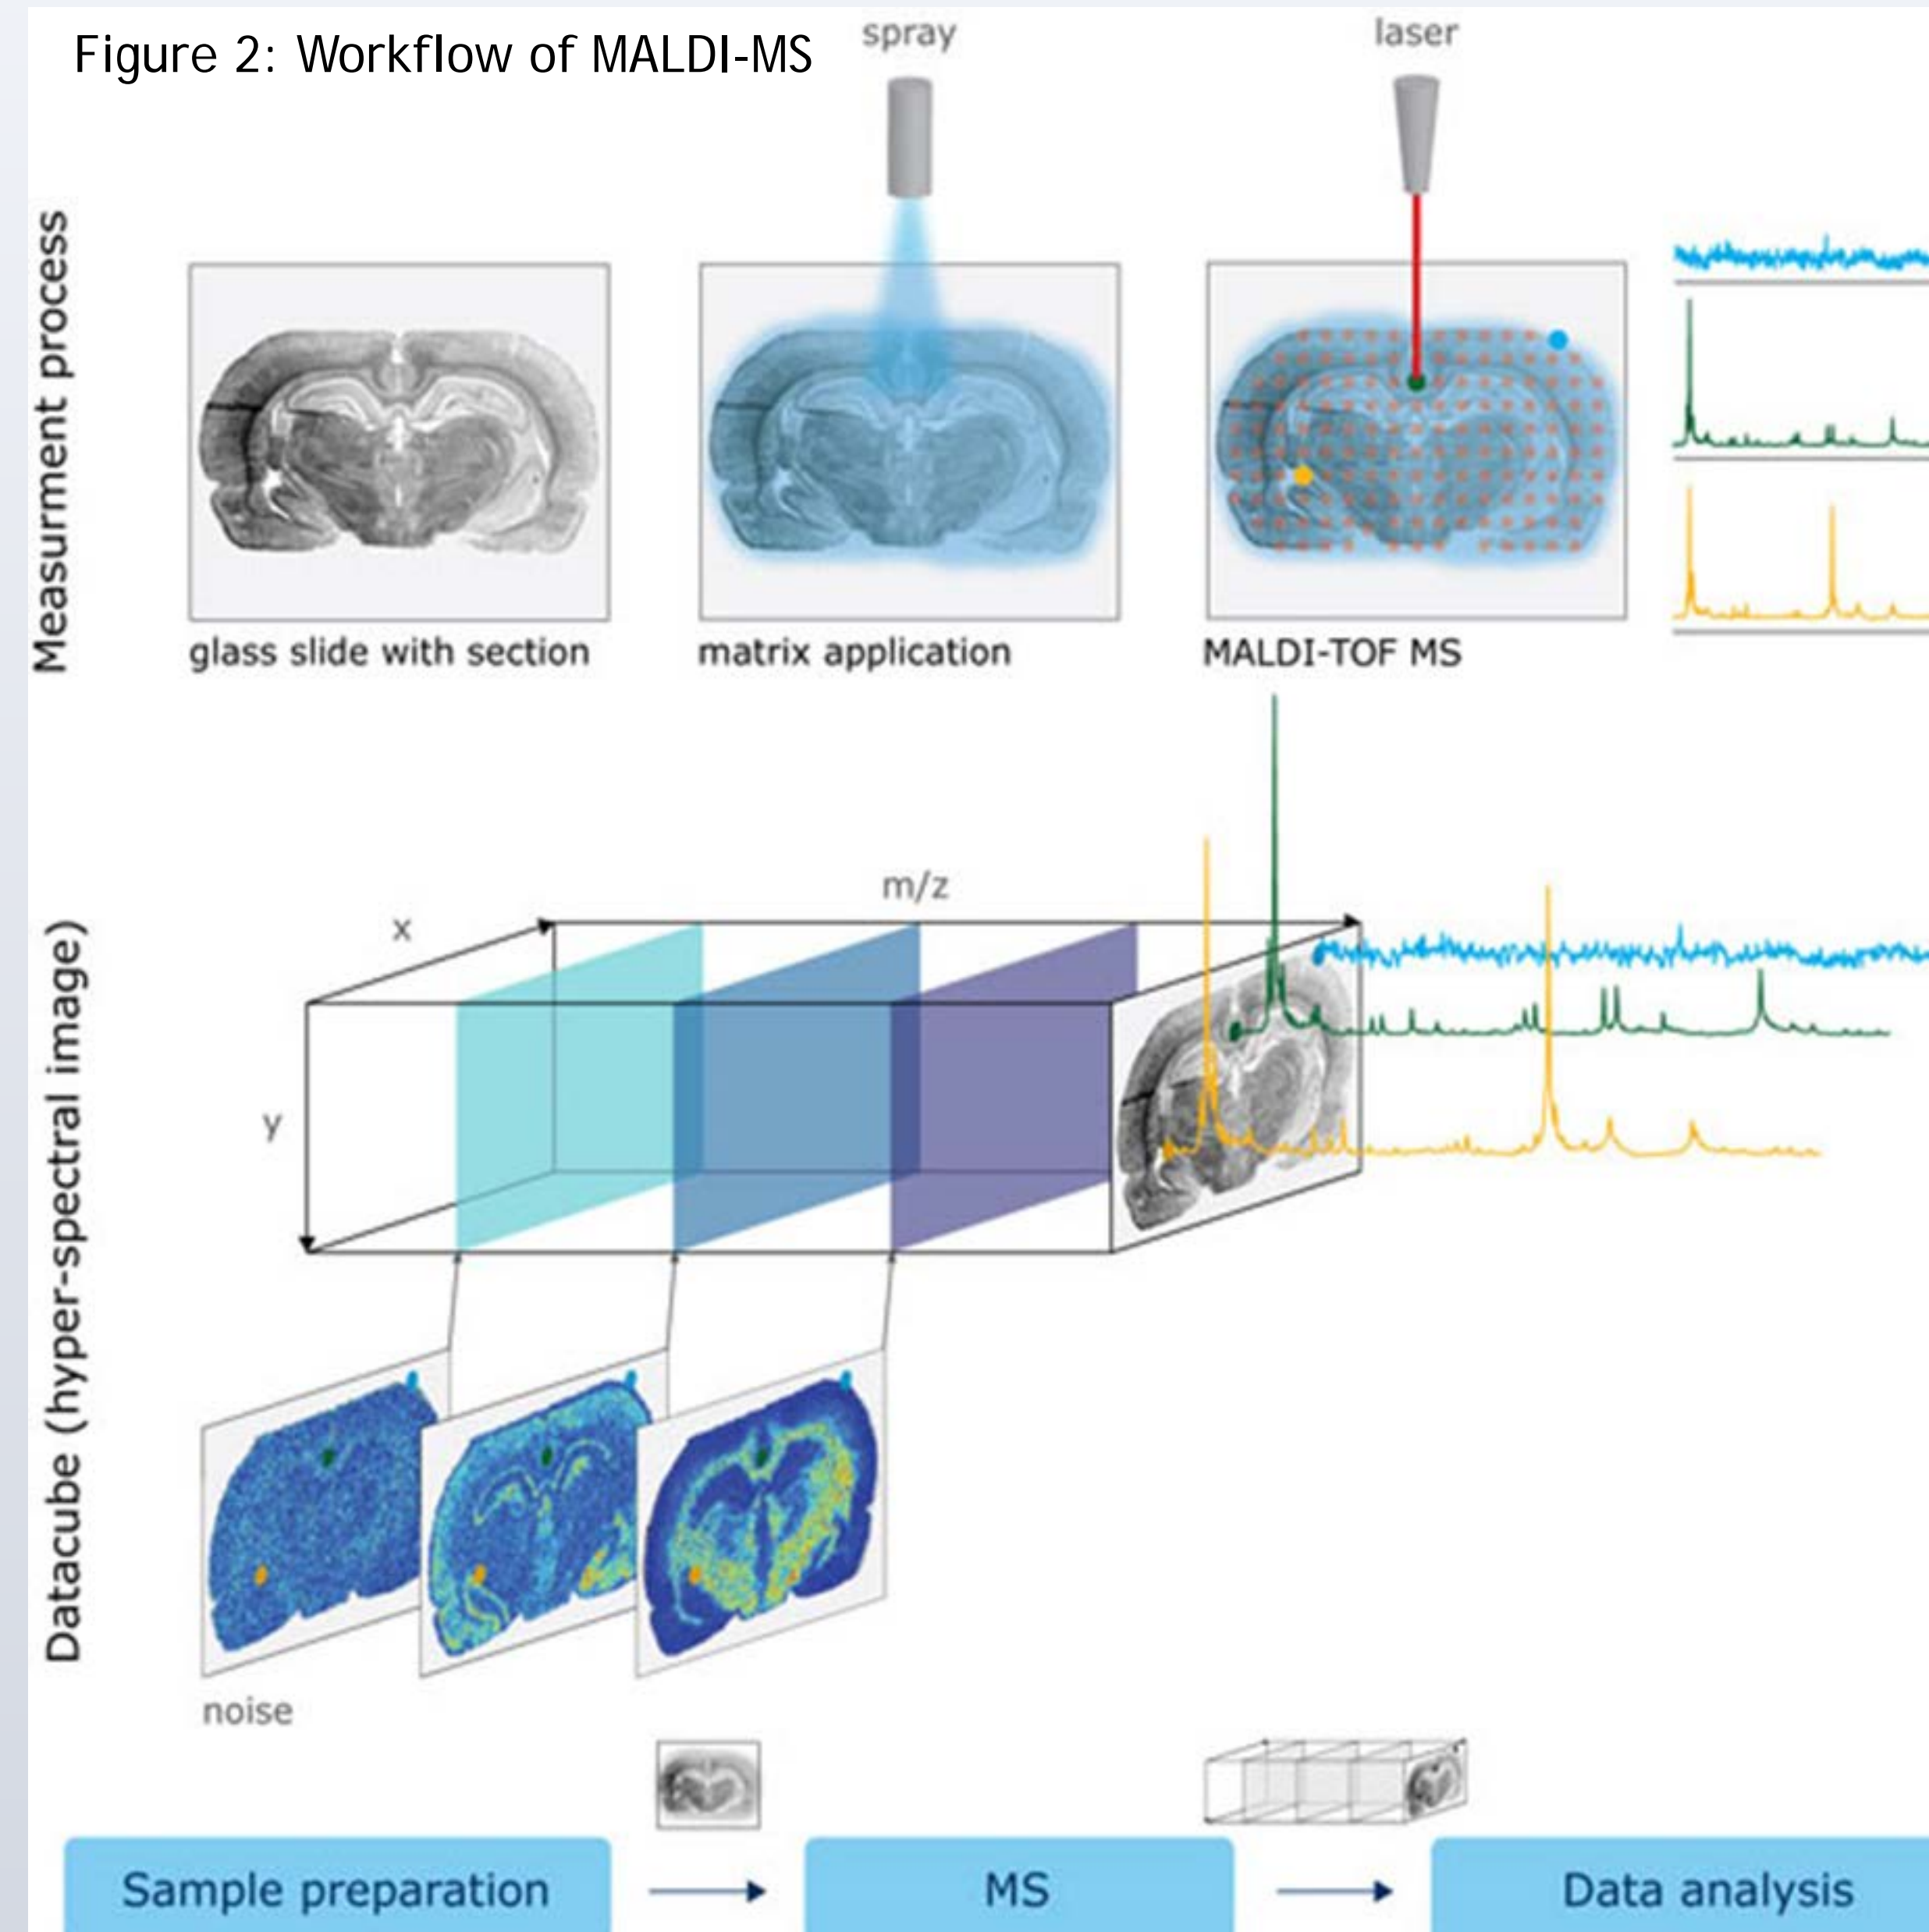 Figure 2: Workflow of MALDI-MS
spray
laser
Measurment process
glass slide with section
matrix application
MALDI-TOF MS
Datacube (hyper-spectral image)
m/z
x
y
noise
Sample preparation
MS
Data analysis